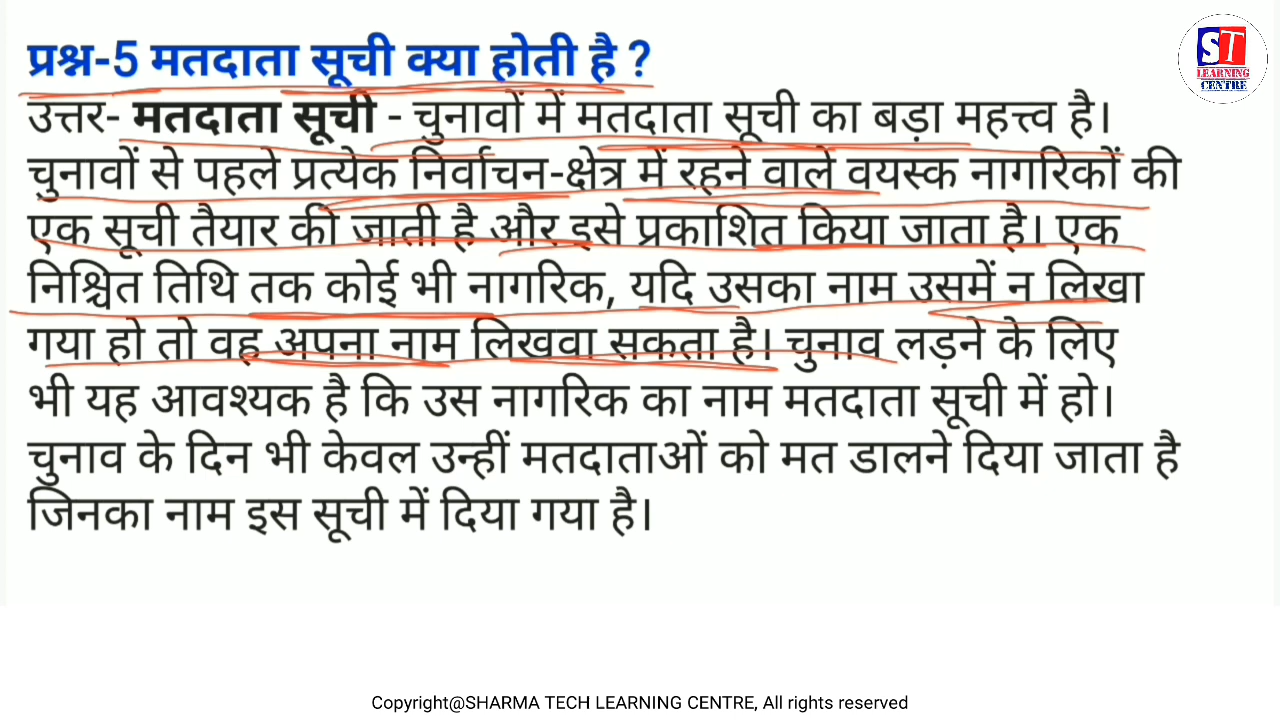 प्रश्न-5 मतदाता सूची क्या होती है ?
उत्तर- मतदाता सूची - चुनावों में मतदाता सूची का बड़ा महत्त्व है।
चुनावों से पहले प्रत्येक निर्वाचन-क्षेत्र में रहने वाले वयस्क नागरिकों की
एक सूची तैयार की जाती है और इसे प्रकाशित किया जाता है। एक
निश्चित तिथि तक कोई भी नागरिक, यदि उसका नाम उसमें न लिखा
गया हो तो वह अपना नाम लिखवा सकता है। चुनाव लड़ने के लिए
भी यह आवश्यक है कि उस नागरिक का नाम मतदाता सूची में हो।
चुनाव के दिन भी केवल उन्हीं मतदाताओं को मत डालने दिया जाता है
जिनका नाम इस सूची में दिया गया है।
ST
LEARNING
CENTRE
Copyright@SHARMA TECH LEARNING CENTRE, All rights reserved